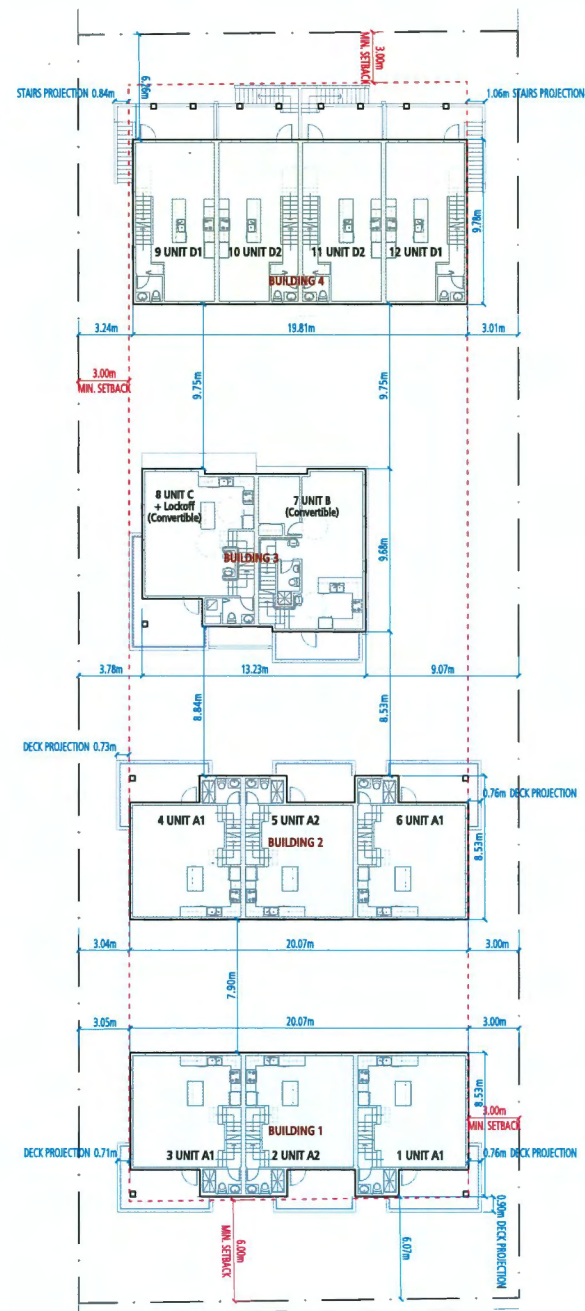 3.00m
MIN. SETBACK
6.76m
STAIRS PROJECTION 0.84m
1.06m STAIRS PROJECTION
9.78m
9 UNIT D1
10 UNIT D2
11 UNIT D2
12 UNIT D1
BUILDING 4
3.24m
19.81m
3.01m
3.00m
MIN. SETBACK
9.75m
9.75m
8 UNIT C
+ Lockoff
(Convertible)
7 UNIT B
(Convertible)
BUILDING 3
9.68m
3.78m
13.23m
9.07m
8.84m
8.53m
DECK PROJECTION 0.73m
0.76m DECK PROJECTION
4 UNIT A1
5 UNIT A2
6 UNIT A1
BUILDING 2
8.53m
3.04m
20.07m
3.00m
7.90m
3.05m
20.07m
3.00m
8.53m
3.00m
MIN. SETBACK
BUILDING 1
DECK PROJECTION 0.71m
3 UNIT A1
2 UNIT A2
1 UNIT A1
0.76m DECK PROJECTION
0.90m DECK PROJECTION
6.00m
MIN. SETBACK
6.07m